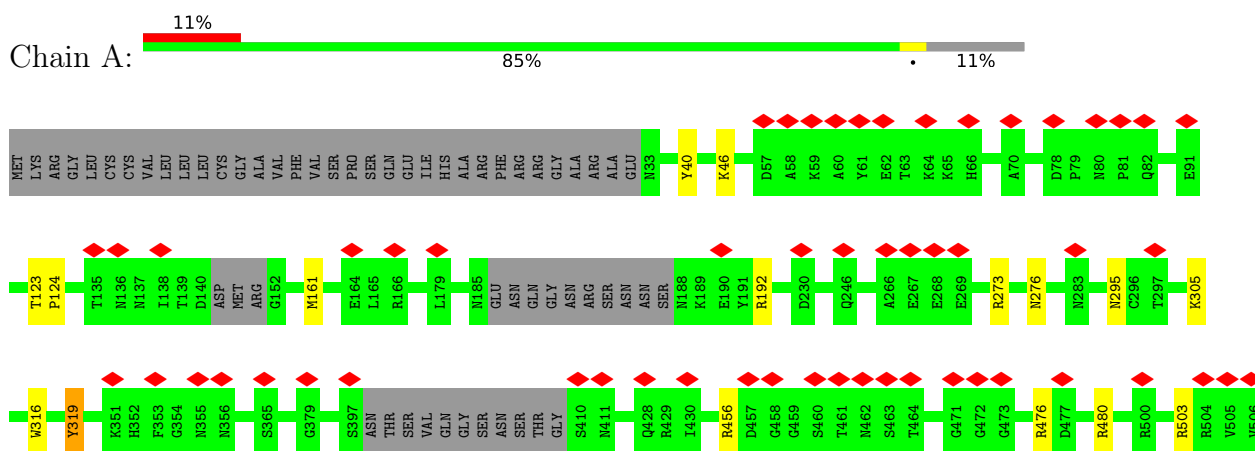 11%
Chain A:
85%
•
11%
MET LYS ARG GLY LEU CYS CYS VAL LEU LEU LEU CYS GLY ALA VAL PHE VAL SER PRO SER GLN GLU ILE HIS ALA ARG PHE ARG ARG GLY ALA ARG ALA GLU N33 Y40 K46 D57 A58 K59 A60 Y61 E62 T63 K64 K65 H66 A70 D78 P79 N80 P81 Q82 E91
T123 P124 T135 N136 N137 I138 T139 D140 ASP MET ARG G152 M161 E164 L165 R166 L179 N185 GLU ASN GLN GLY ASN ARG SER ASN ASN SER N188 K189 E190 Y191 R192 D230 Q246 A266 E267 E268 E269 R273 N276 N283 N295 C296 T297 K305
W316 Y319 K351 H352 F353 G354 N355 N356 S365 G379 S397 ASN THR SER VAL GLN GLY SER ASN SER THR GLY S410 N411 Q428 R429 I430 R456 D457 G458 G459 S460 T461 N462 S463 T464 G471 G472 G473 R476 D477 R480 R500 R503 R504 V505 V506